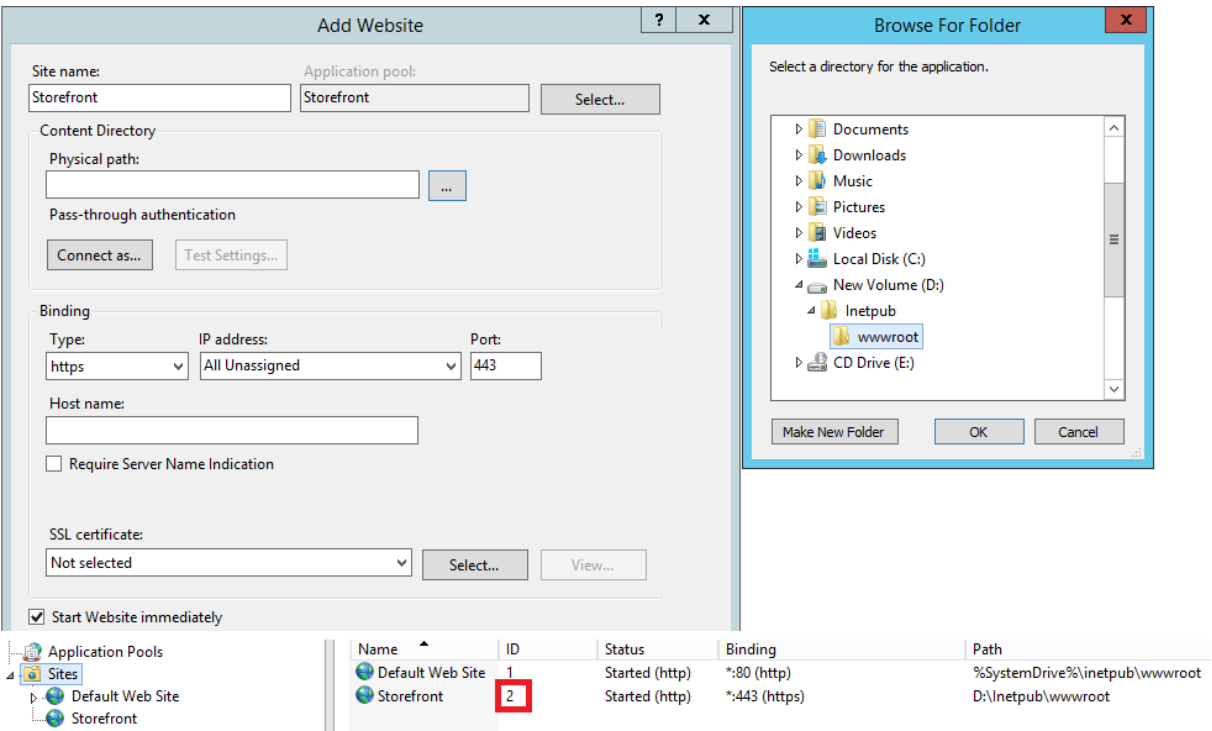 Add Website
? x
Site name:
Application pool:
Storefront
Storefront
Select...
Content Directory
Physical path:
...
Pass-through authentication
Connect as...
Test Settings...
Binding
Type:
IP address:
Port:
https
All Unassigned
443
Host name:
Require Server Name Indication
SSL certificate:
Not selected
Select...
View...
Start Website immediately
Browse For Folder
x
Select a directory for the application.
Documents
Downloads
Music
Pictures
Videos
Local Disk (C:)
New Volume (D:)
Inetpub
wwwroot
CD Drive (E:)
Make New Folder
OK
Cancel
Application Pools
Sites
Default Web Site
Storefront
Name ID Status Binding Path
Default Web Site 1 Started (http) *:80 (http) %SystemDrive%\inetpub\wwwroot
Storefront 2 Started (http) *:443 (https) D:\Inetpub\wwwroot